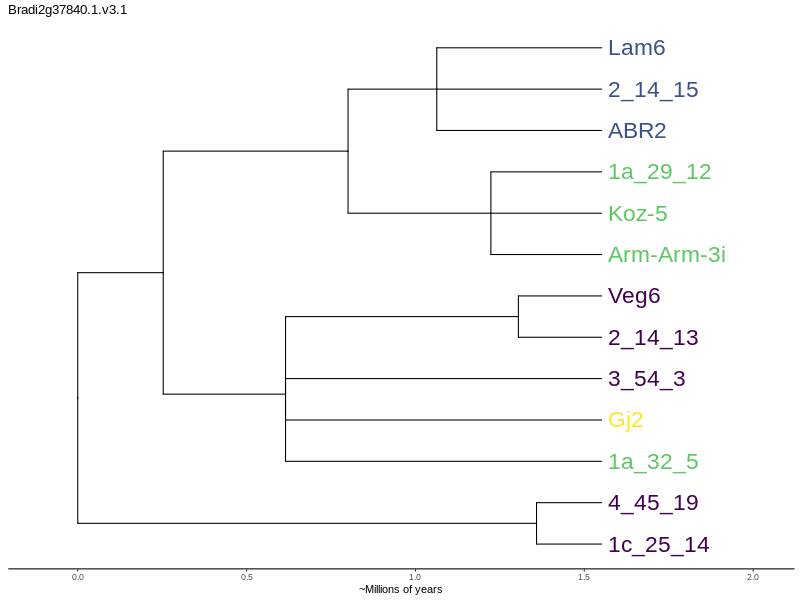 Bradi2g37840.1.v3.1
Lam6
2_14_15
ABR2
1a_29_12
Koz-5
Arm-Arm-3i
Veg6
2_14_13
3_54_3
Gj2
1a_32_5
4_45_19
1c_25_14
0.0 0.5 1.0 1.5 2.0
~Millions of years